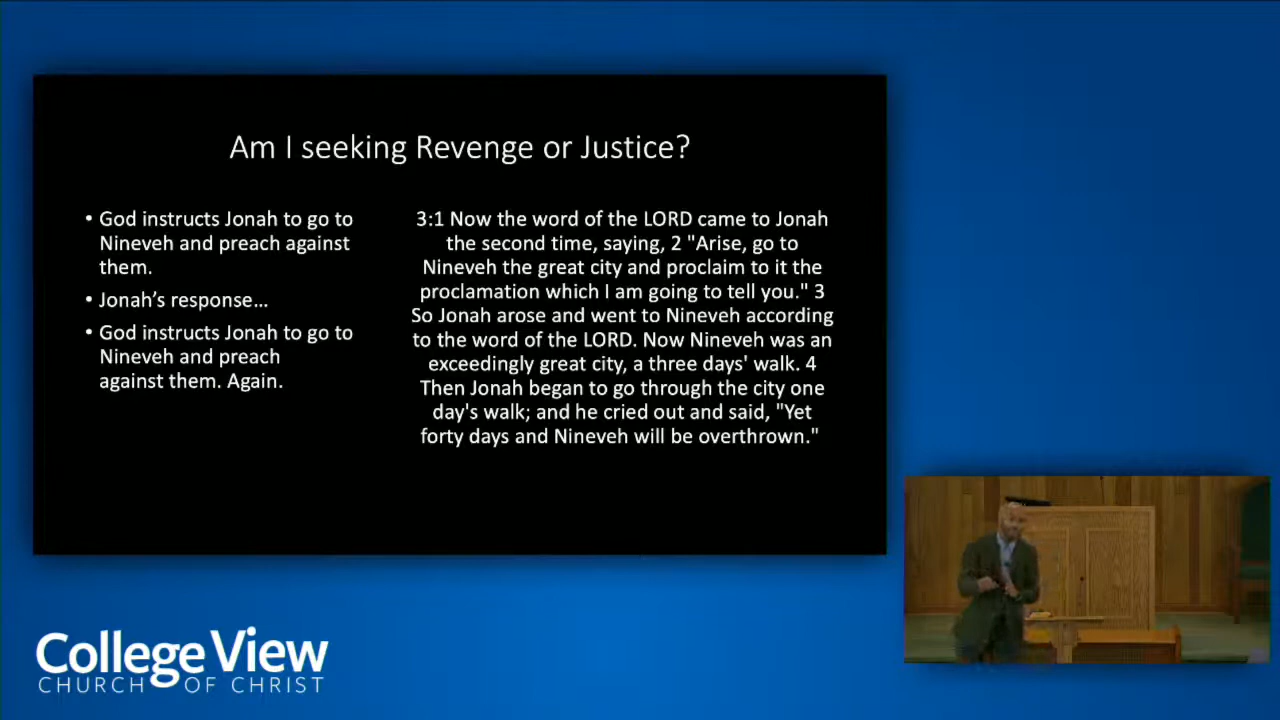 Am I seeking Revenge or Justice?
• God instructs Jonah to go to
Nineveh and preach against
them.
• Jonah’s response…
• God instructs Jonah to go to
Nineveh and preach
against them. Again.
3:1 Now the word of the LORD came to Jonah
the second time, saying, 2 "Arise, go to
Nineveh the great city and proclaim to it the
proclamation which I am going to tell you." 3
So Jonah arose and went to Nineveh according
to the word of the LORD. Now Nineveh was an
exceedingly great city, a three days' walk. 4
Then Jonah began to go through the city one
day's walk; and he cried out and said, "Yet
forty days and Nineveh will be overthrown."
College View
CHURCH OF CHRIST